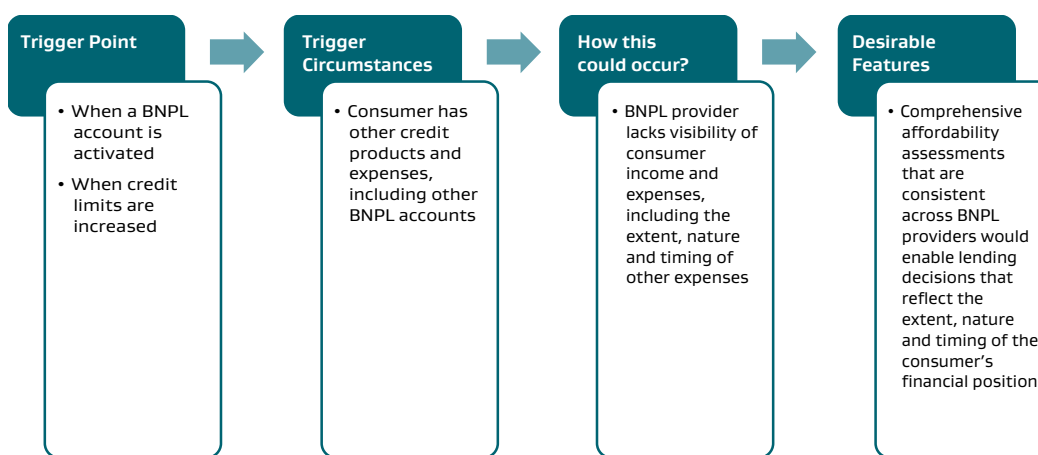 Trigger Point
• When a BNPL
account is
activated
• When credit
limits are
increased
Trigger
Circumstances
• Consumer has
other credit
products and
expenses,
including other
BNPL accounts
How this
could occur?
• BNPL provider
lacks visibility of
consumer
income and
expenses,
including the
extent, nature
and timing of
other expenses
Desirable
Features
• Comprehensive
affordability
assessments
that are
consistent
across BNPL
providers would
enable lending
decisions that
reflect the
extent, nature
and timing of the
consumer’s
financial position